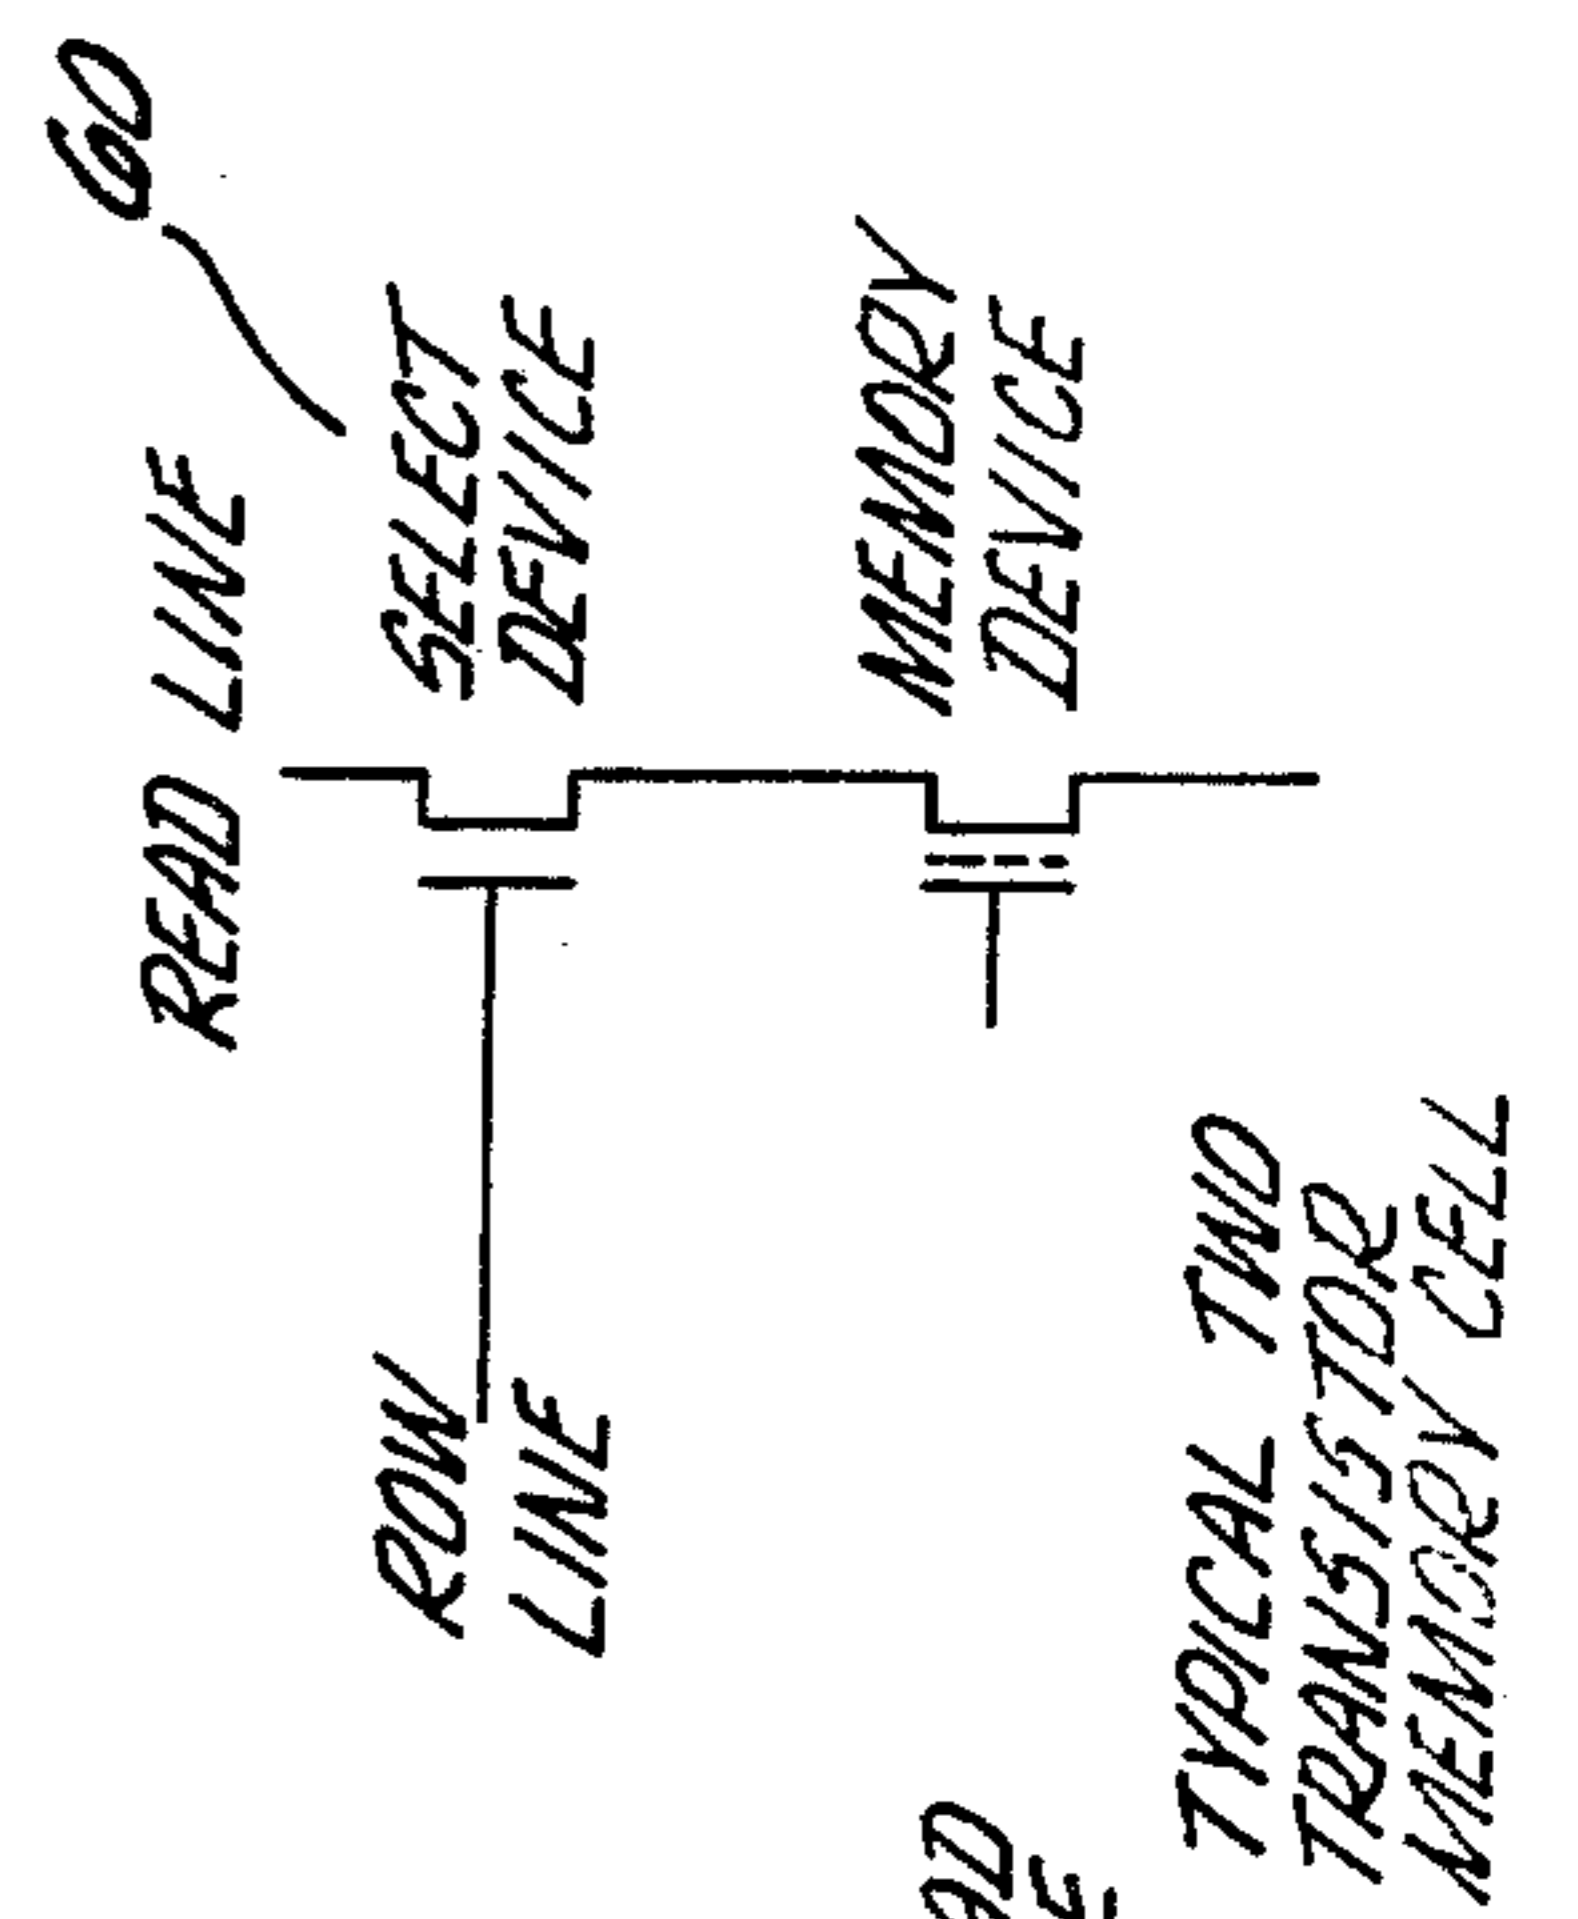 60
READ LINE
SELECT
DEVICE
ROW
LINE
MEMORY
DEVICE
TYPICAL TWO
TRANSISTOR
MEMORY CELL